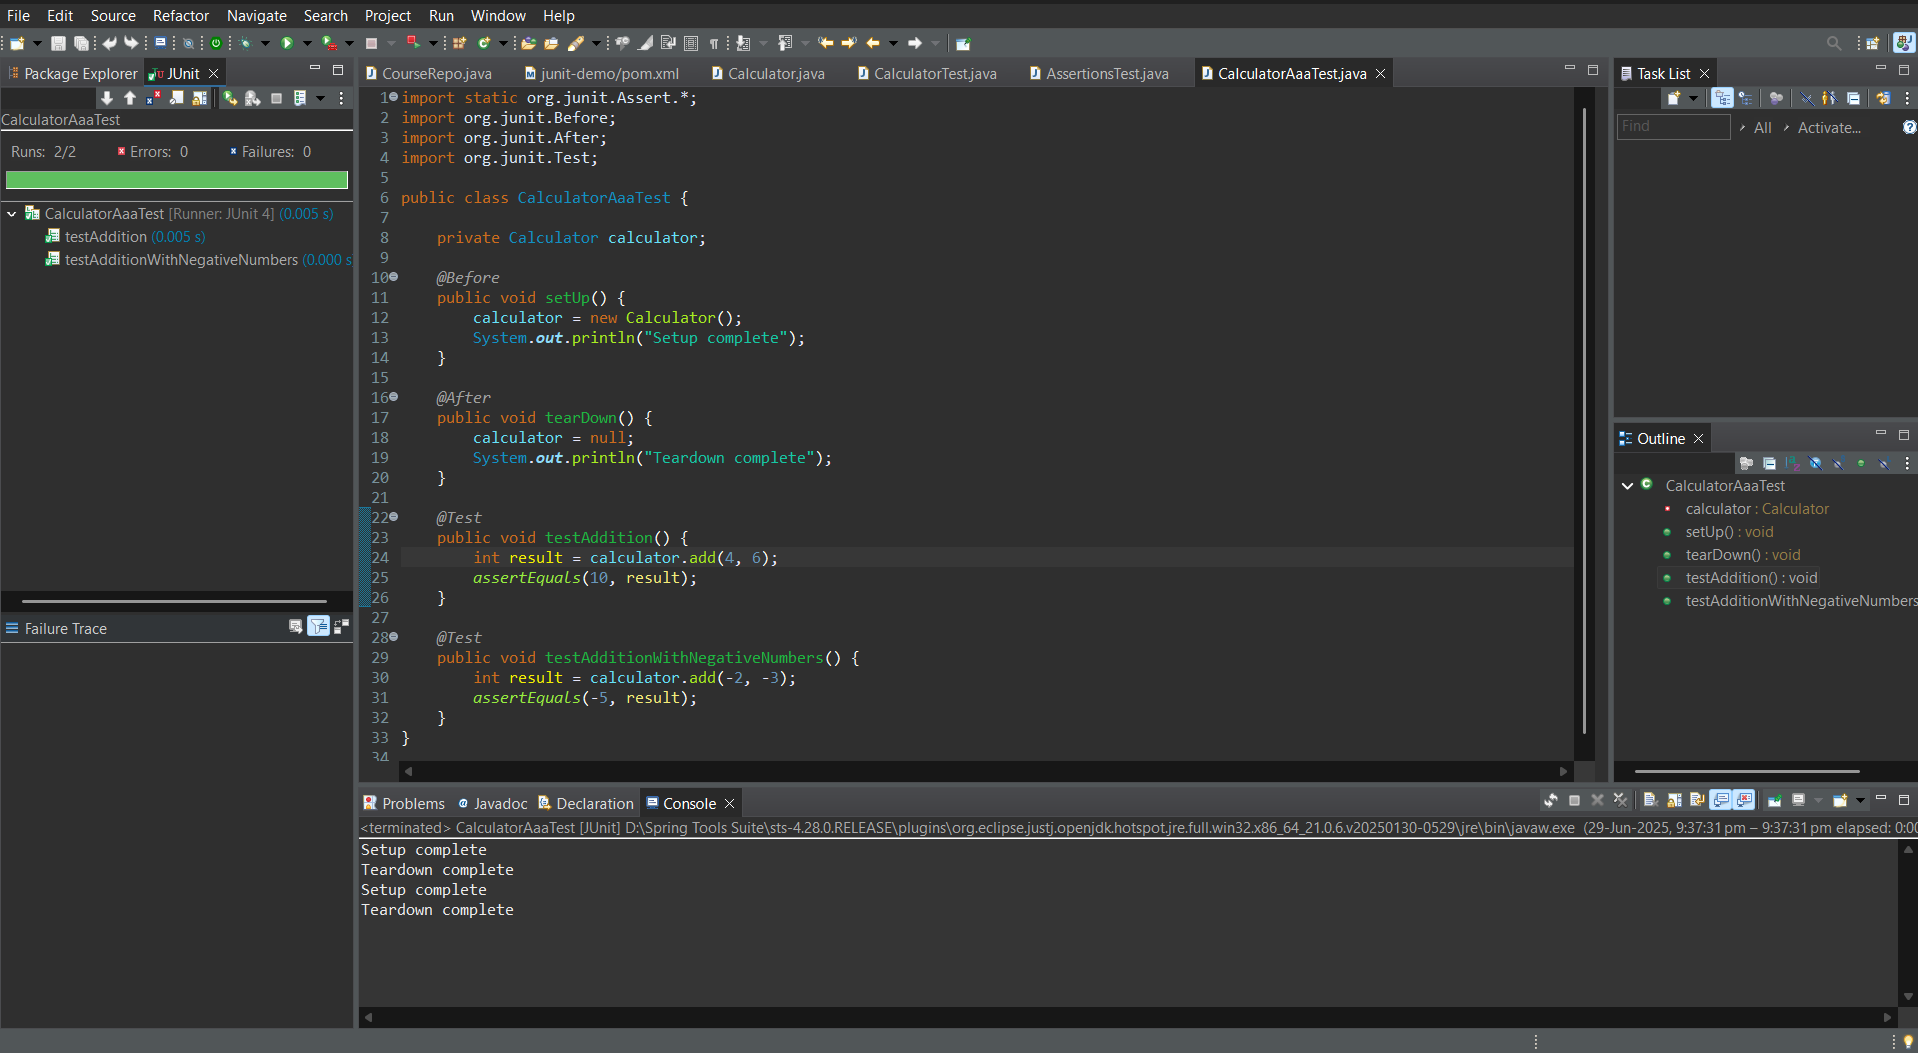 File Edit Source Refactor Navigate Search Project Run Window Help
Package Explorer JUnit
CalculatorAaaTest
Runs: 2/2 Errors: 0 Failures: 0
CalculatorAaaTest [Runner: JUnit 4] (0.005 s)
testAddition (0.005 s)
testAdditionWithNegativeNumbers (0.000 s
Failure Trace
CourseRepo.java junit-demo/pom.xml Calculator.java CalculatorTest.java AssertionsTest.java CalculatorAaaTest.java
1 import static org.junit.Assert.*;
2 import org.junit.Before;
3 import org.junit.After;
4 import org.junit.Test;
5
6 public class CalculatorAaaTest {
7
8     private Calculator calculator;
9
10     @Before
11     public void setUp() {
12         calculator = new Calculator();
13         System.out.println("Setup complete");
14     }
15
16     @After
17     public void tearDown() {
18         calculator = null;
19         System.out.println("Teardown complete");
20     }
21
22     @Test
23     public void testAddition() {
24         int result = calculator.add(4, 6);
25         assertEquals(10, result);
26     }
27
28     @Test
29     public void testAdditionWithNegativeNumbers() {
30         int result = calculator.add(-2, -3);
31         assertEquals(-5, result);
32     }
33 }
34
Problems Javadoc Declaration Console
<terminated> CalculatorAaaTest [JUnit] D:\Spring Tools Suite\sts-4.28.0.RELEASE\plugins\org.eclipse.justj.openjdk.hotspot.jre.full.win32.x86_64_21.0.6.v20250130-0529\jre\bin\javaw.exe (29-Jun-2025, 9:37:31 pm – 9:37:31 pm elapsed: 0:00
Setup complete
Teardown complete
Setup complete
Teardown complete
Task List
Find All Activate...
Outline
CalculatorAaaTest
calculator : Calculator
setUp() : void
tearDown() : void
testAddition() : void
testAdditionWithNegativeNumbers